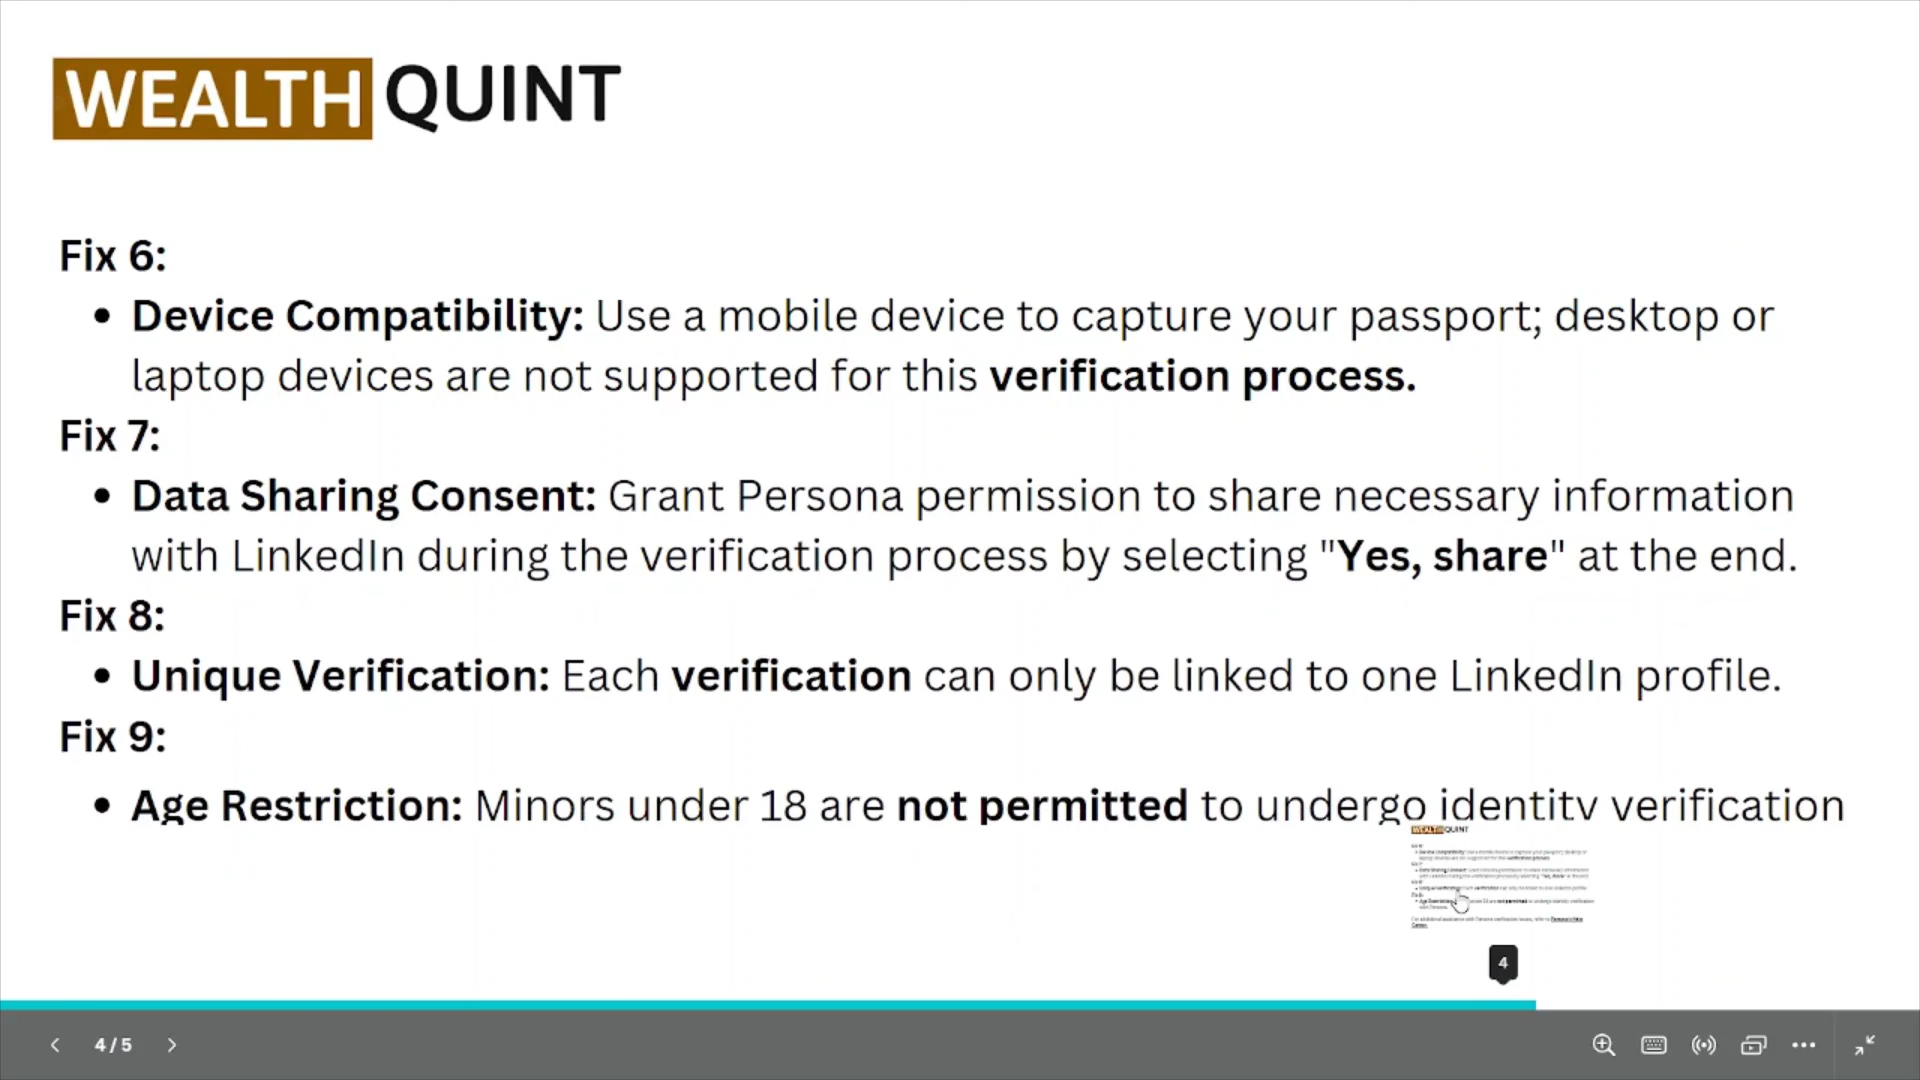 WEALTH QUINT
Fix 6:
• Device Compatibility: Use a mobile device to capture your passport; desktop or
laptop devices are not supported for this verification process.
Fix 7:
• Data Sharing Consent: Grant Persona permission to share necessary information
with LinkedIn during the verification process by selecting "Yes, share" at the end.
Fix 8:
• Unique Verification: Each verification can only be linked to one LinkedIn profile.
Fix 9:
• Age Restriction: Minors under 18 are not permitted to undergo identity verification
WEALTH QUINT
4
4 / 5